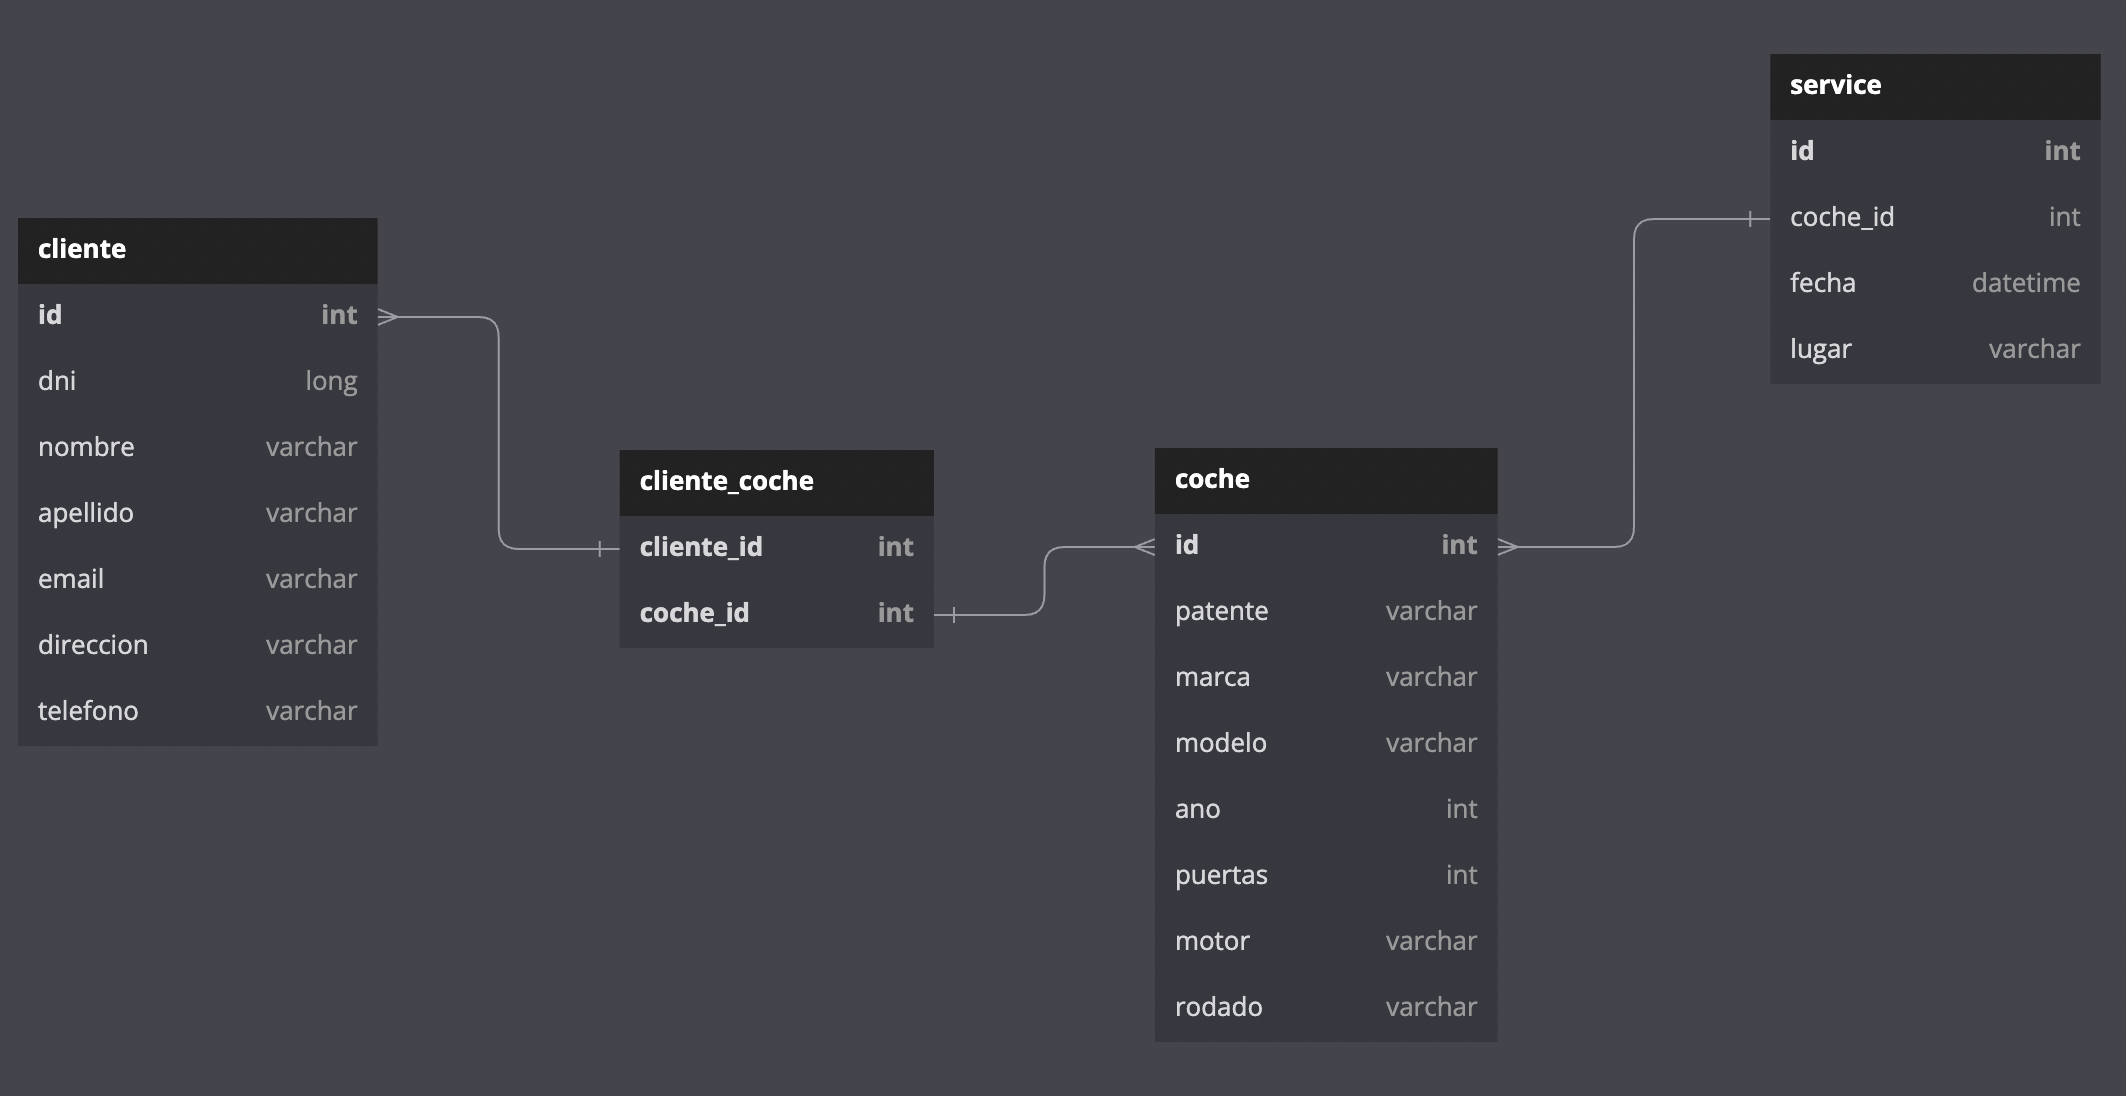 cliente
id int
dni long
nombre varchar
apellido varchar
email varchar
direccion varchar
telefono varchar
cliente_coche
cliente_id int
coche_id int
coche
id int
patente varchar
marca varchar
modelo varchar
ano int
puertas int
motor varchar
rodado varchar
service
id int
coche_id int
fecha datetime
lugar varchar